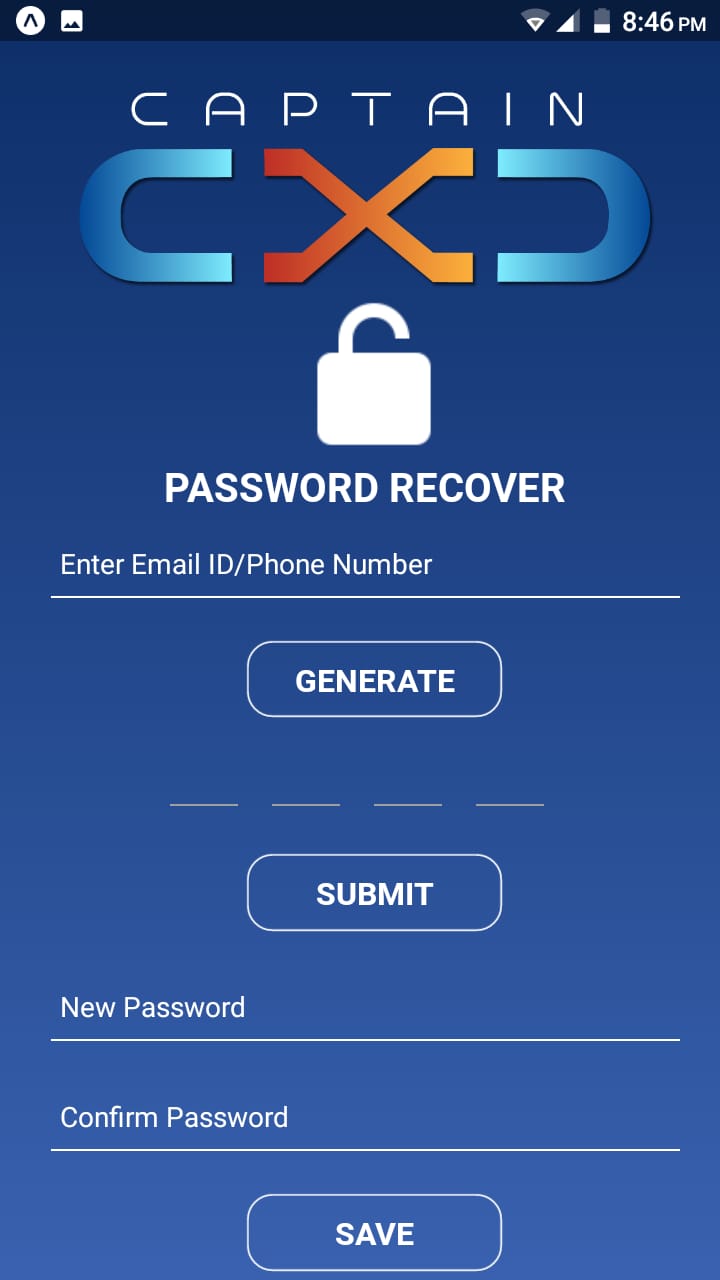 8:46 PM
CAPTAIN
CXD
PASSWORD RECOVER
Enter Email ID/Phone Number
GENERATE
SUBMIT
New Password
Confirm Password
SAVE